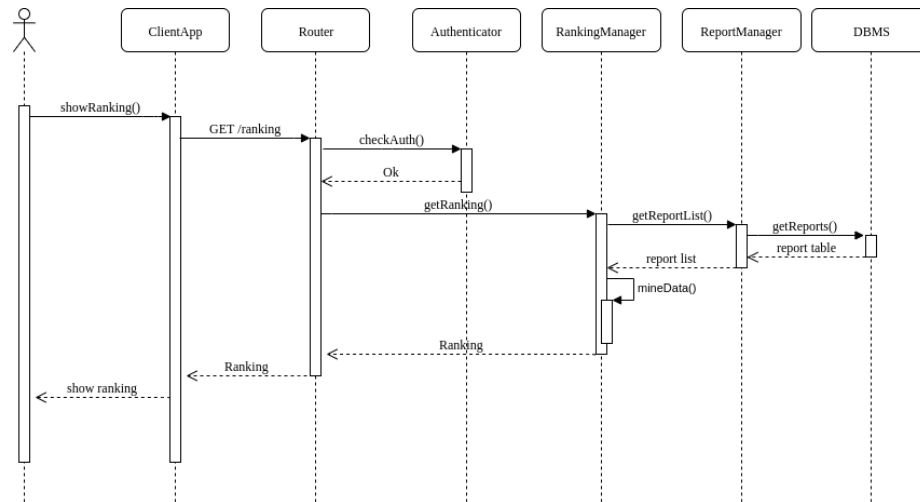 ClientApp
Router
Authenticator
RankingManager
ReportManager
DBMS
showRanking()
GET /ranking
checkAuth()
Ok
getRanking()
getReportList()
getReports()
report table
report list
mineData()
Ranking
Ranking
show ranking